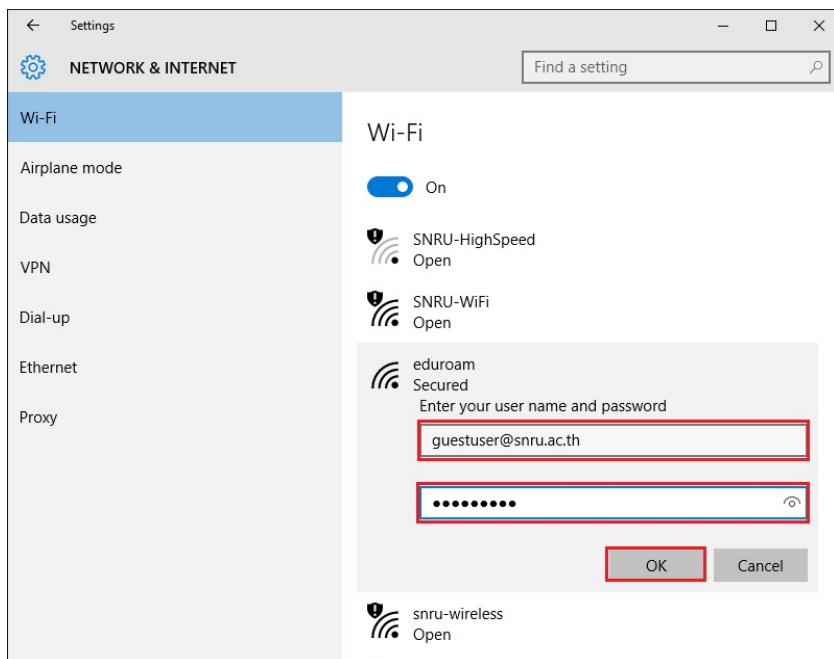 Settings
NETWORK & INTERNET
Find a setting
Wi-Fi
Airplane mode
Data usage
VPN
Dial-up
Ethernet
Proxy
Wi-Fi
On
SNRU-HighSpeed
Open
SNRU-WiFi
Open
eduroam
Secured
Enter your user name and password
guestuser@snru.ac.th
●●●●●●●●●
OK Cancel
snru-wireless
Open